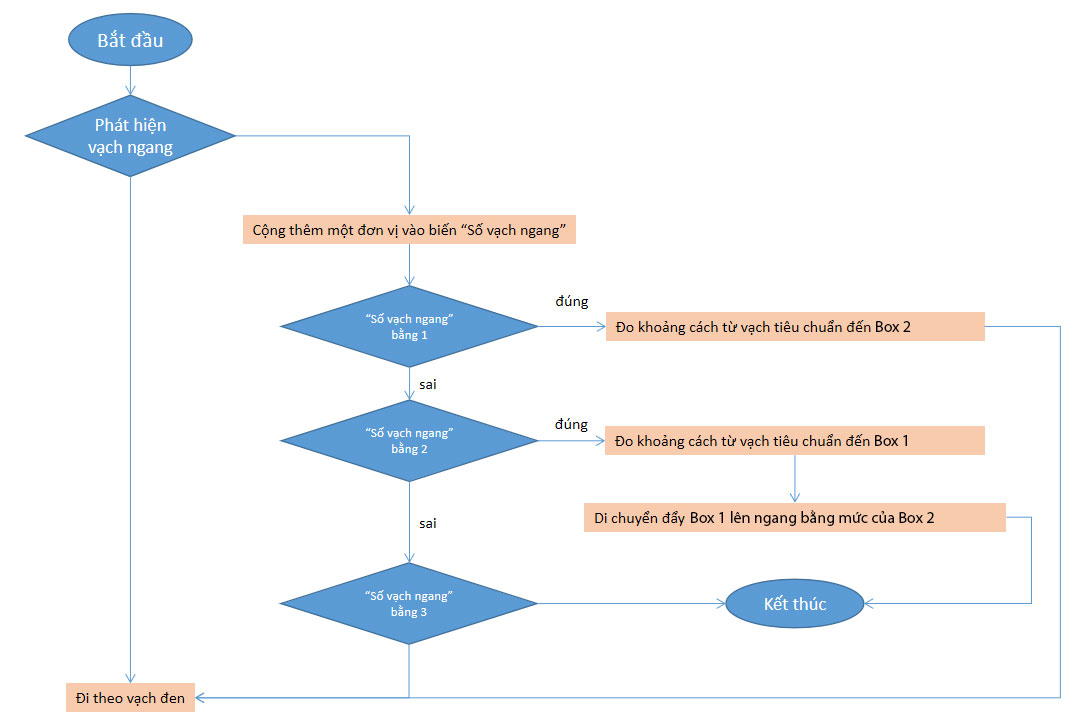 Bắt đầu
Phát hiện
vạch ngang
Cộng thêm một đơn vị vào biến “Số vạch ngang”
“Số vạch ngang”
bằng 1
đúng
Đo khoảng cách từ vạch tiêu chuẩn đến Box 2
sai
“Số vạch ngang”
bằng 2
đúng
Đo khoảng cách từ vạch tiêu chuẩn đến Box 1
Di chuyển đẩy Box 1 lên ngang bằng mức của Box 2
sai
“Số vạch ngang”
bằng 3
Kết thúc
Đi theo vạch đen